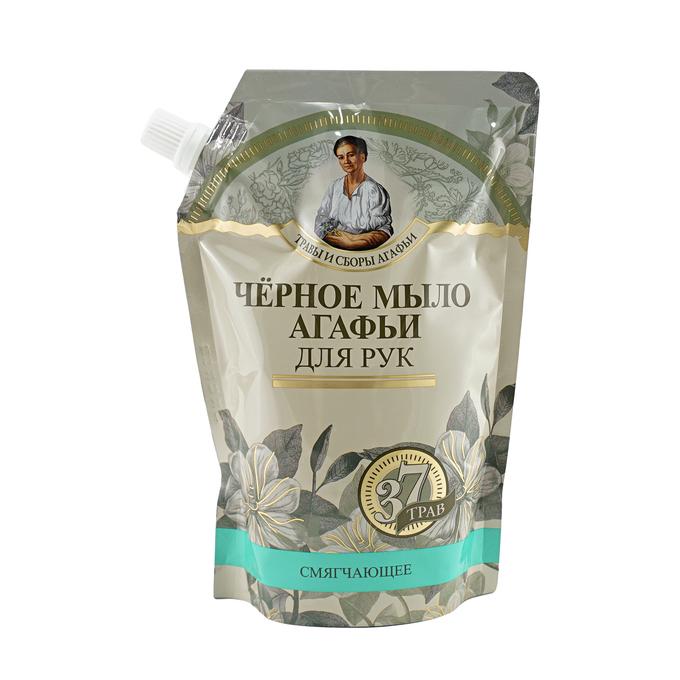 ТРАВЫ И СБОРЫ АГАФЬИ
ЧЁРНОЕ МЫЛО
АГАФЬИ
ДЛЯ РУК
37
ТРАВ
СМЯГЧАЮЩЕЕ